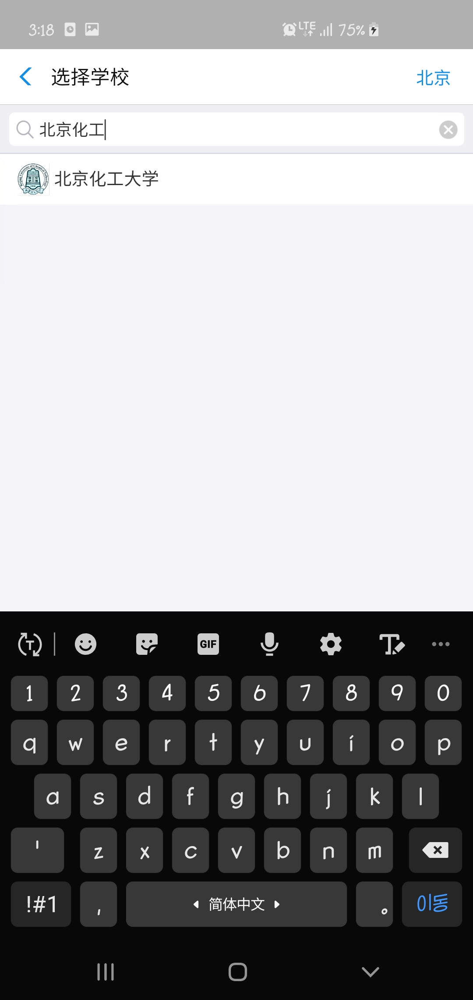 3:18 LTE 75%
选择学校 北京
北京化工
北京化工大学
T GIF T
1 2 3 4 5 6 7 8 9 0
q w e r t y u i o p
a s d f g h j k l
' z x c v b n m
!#1 , 简体中文 。 이동